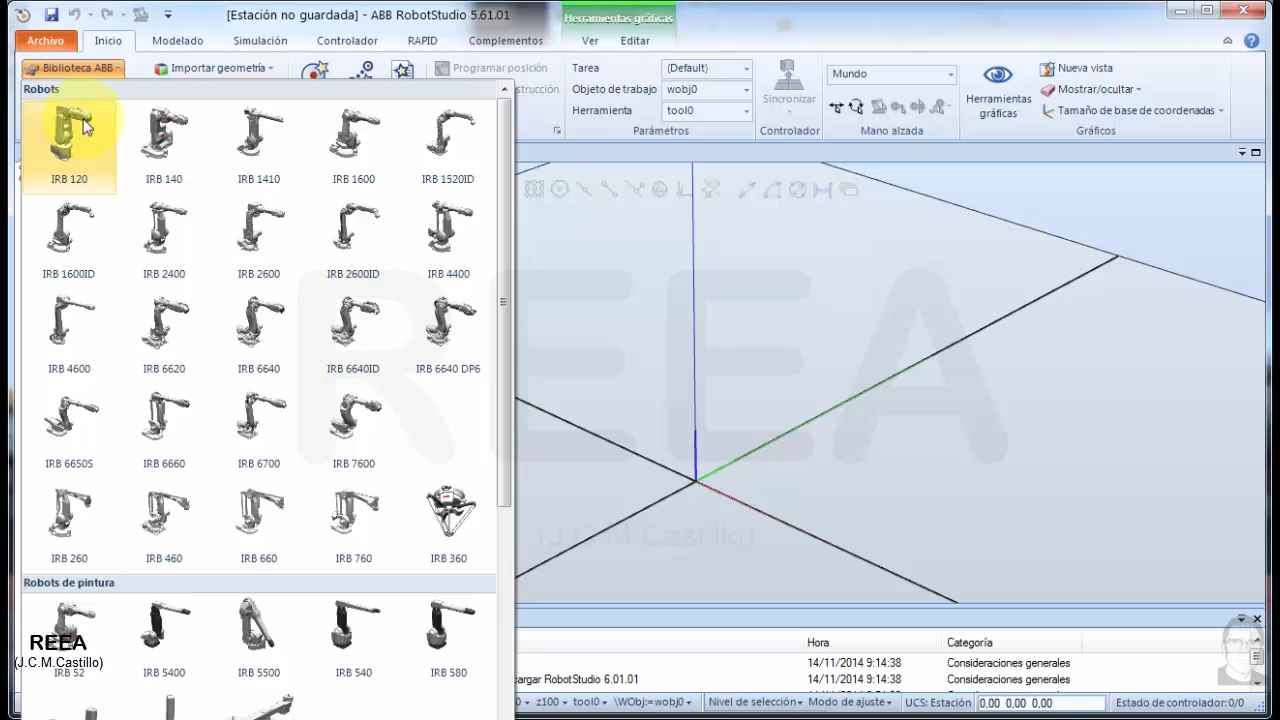 [Estación no guardada] - ABB RobotStudio 5.61.01
Herramientas gráficas
Archivo Inicio Modelado Simulación Controlador RAPID Complementos Ver Editar
Biblioteca ABB Importar geometría Programar posición Tarea (Default) Mundo Nueva vista
Objeto de trabajo wobj0 Sincronizar Herramientas gráficas Mostrar/ocultar
Herramienta tool0 Tamaño de base de coordenadas
Parámetros Controlador Mano alzada Gráficos
Robots
IRB 120 IRB 140 IRB 1410 IRB 1600 IRB 1520ID
IRB 1600ID IRB 2400 IRB 2600 IRB 2600ID IRB 4400
IRB 4600 IRB 6620 IRB 6640 IRB 6640ID IRB 6640 DP6
IRB 6650S IRB 6660 IRB 6700 IRB 7600
IRB 260 IRB 460 IRB 660 IRB 760 IRB 360
Robots de pintura
IRB 52 IRB 5400 IRB 5500 IRB 540 IRB 580
REEA
(J.C.M.Castillo)
REEA
(J.C.M.Castillo)
Hora Categoría
14/11/2014 9:14:38 Consideraciones generales
RobotStudio 6.01.01 14/11/2014 9:14:38 Consideraciones generales
z100 tool0 \WObj:=wobj0 Nivel de selección Modo de ajuste UCS: Estación 0,00 0,00 0,00 Estado de controlador: 0/0